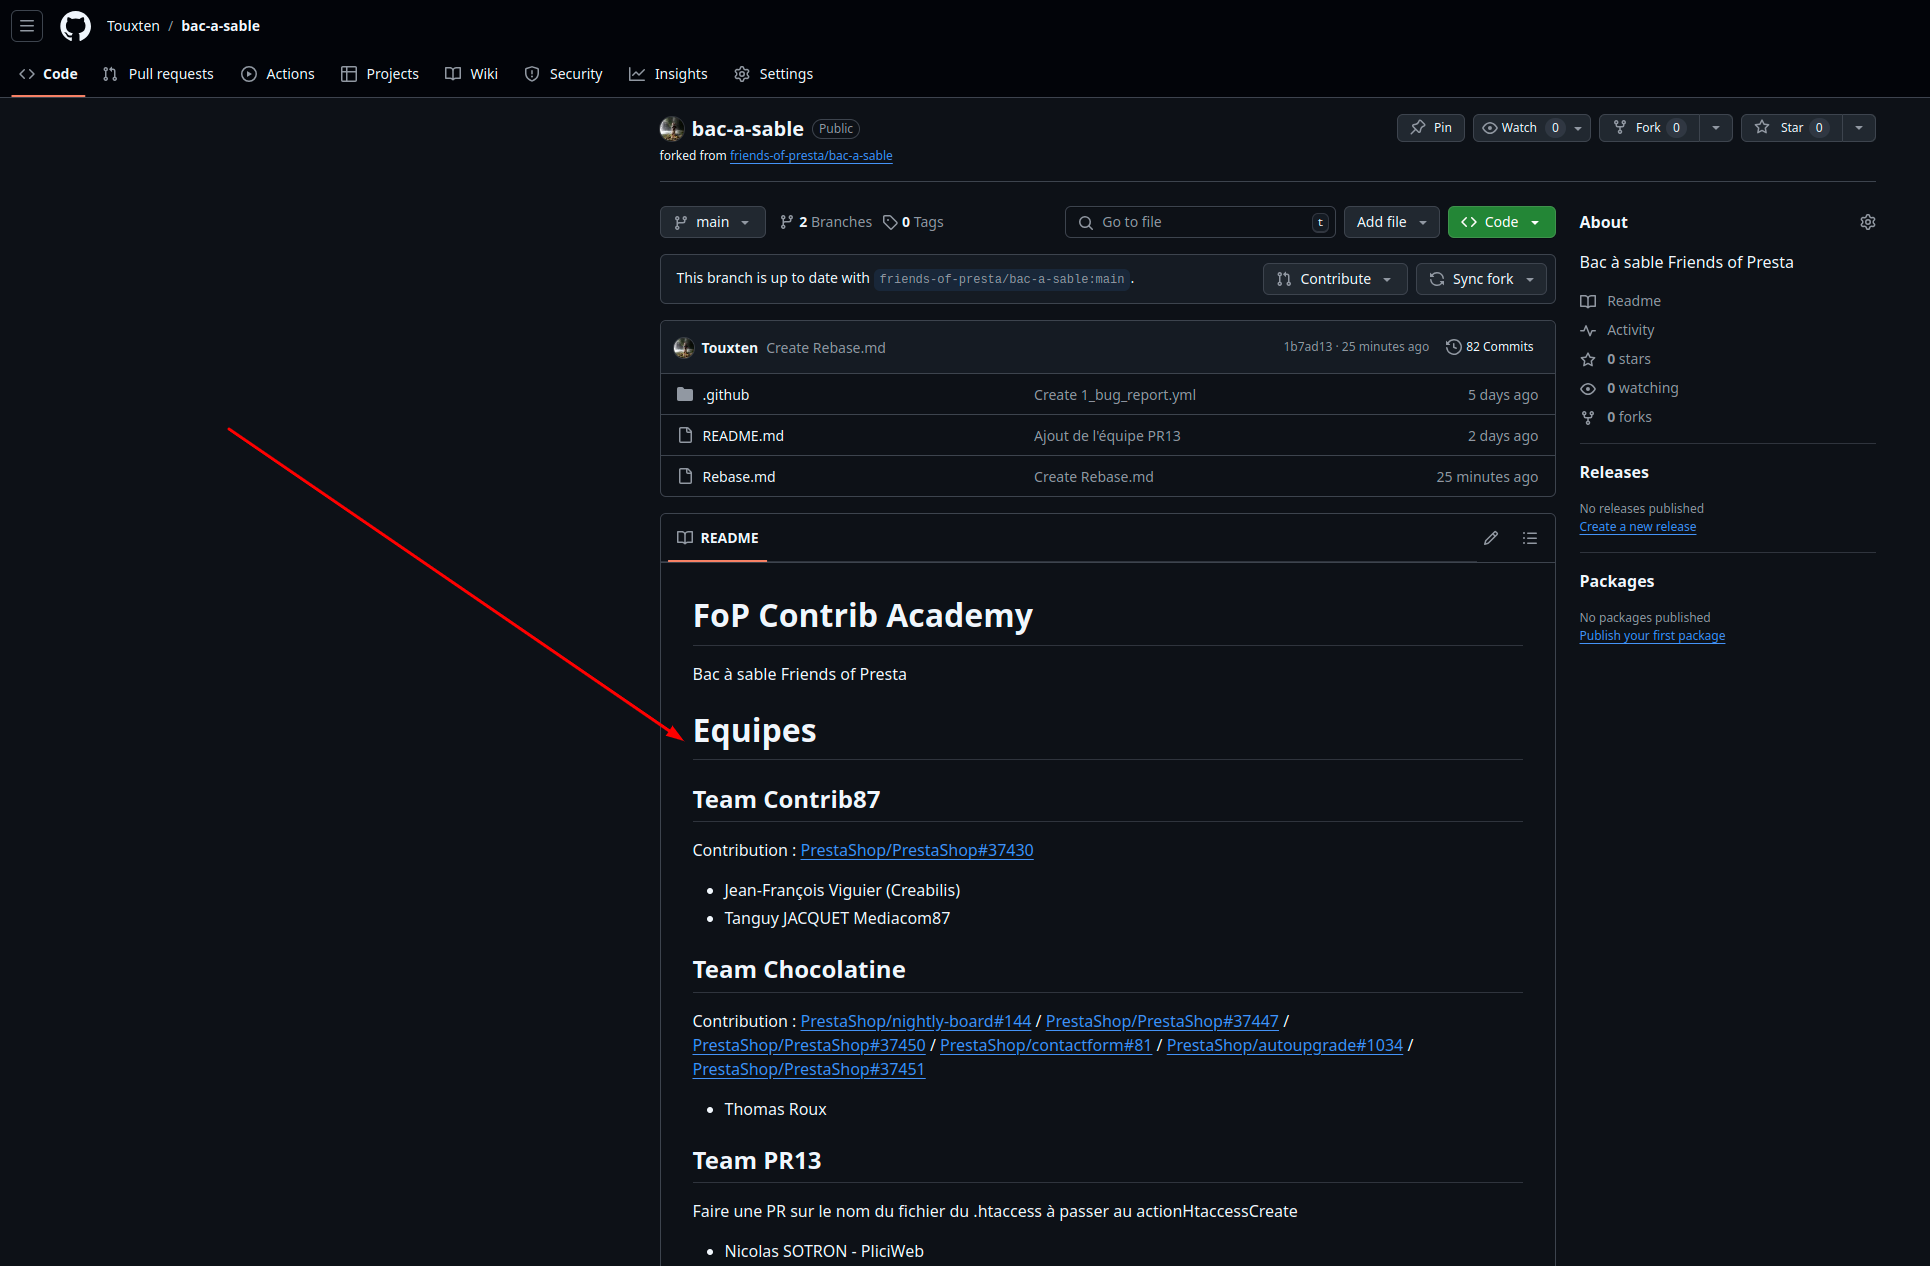 Touxten / bac-a-sable
Code Pull requests Actions Projects Wiki Security Insights Settings
bac-a-sable Public
Pin Watch 0 Fork 0 Star 0
forked from friends-of-presta/bac-a-sable
main 2 Branches 0 Tags Go to file t Add file Code
This branch is up to date with friends-of-presta/bac-a-sable:main . Contribute Sync fork
Touxten Create Rebase.md 1b7ad13 · 25 minutes ago 82 Commits
.github Create 1_bug_report.yml 5 days ago
README.md Ajout de l'équipe PR13 2 days ago
Rebase.md Create Rebase.md 25 minutes ago
README
FoP Contrib Academy
Bac à sable Friends of Presta
Equipes
Team Contrib87
Contribution : PrestaShop/PrestaShop#37430
• Jean-François Viguier (Creabilis)
• Tanguy JACQUET Mediacom87
Team Chocolatine
Contribution : PrestaShop/nightly-board#144 / PrestaShop/PrestaShop#37447 /
PrestaShop/PrestaShop#37450 / PrestaShop/contactform#81 / PrestaShop/autoupgrade#1034 /
PrestaShop/PrestaShop#37451
• Thomas Roux
Team PR13
Faire une PR sur le nom du fichier du .htaccess à passer au actionHtaccessCreate
• Nicolas SOTRON - PliciWeb
About
Bac à sable Friends of Presta
Readme
Activity
0 stars
0 watching
0 forks
Releases
No releases published
Create a new release
Packages
No packages published
Publish your first package